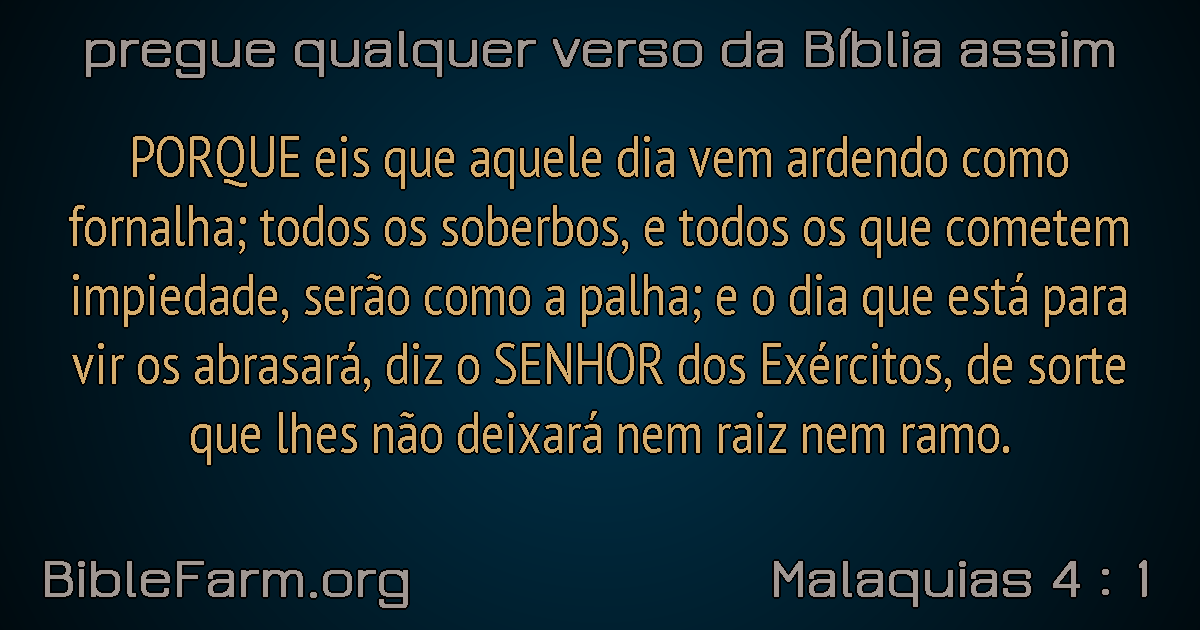 pregue qualquer verso da Bíblia assim
PORQUE eis que aquele dia vem ardendo como
fornalha; todos os soberbos, e todos os que cometem
impiedade, serão como a palha; e o dia que está para
vir os abrasará, diz o SENHOR dos Exércitos, de sorte
que lhes não deixará nem raiz nem ramo.
BibleFarm.org
Malaquias 4 : 1